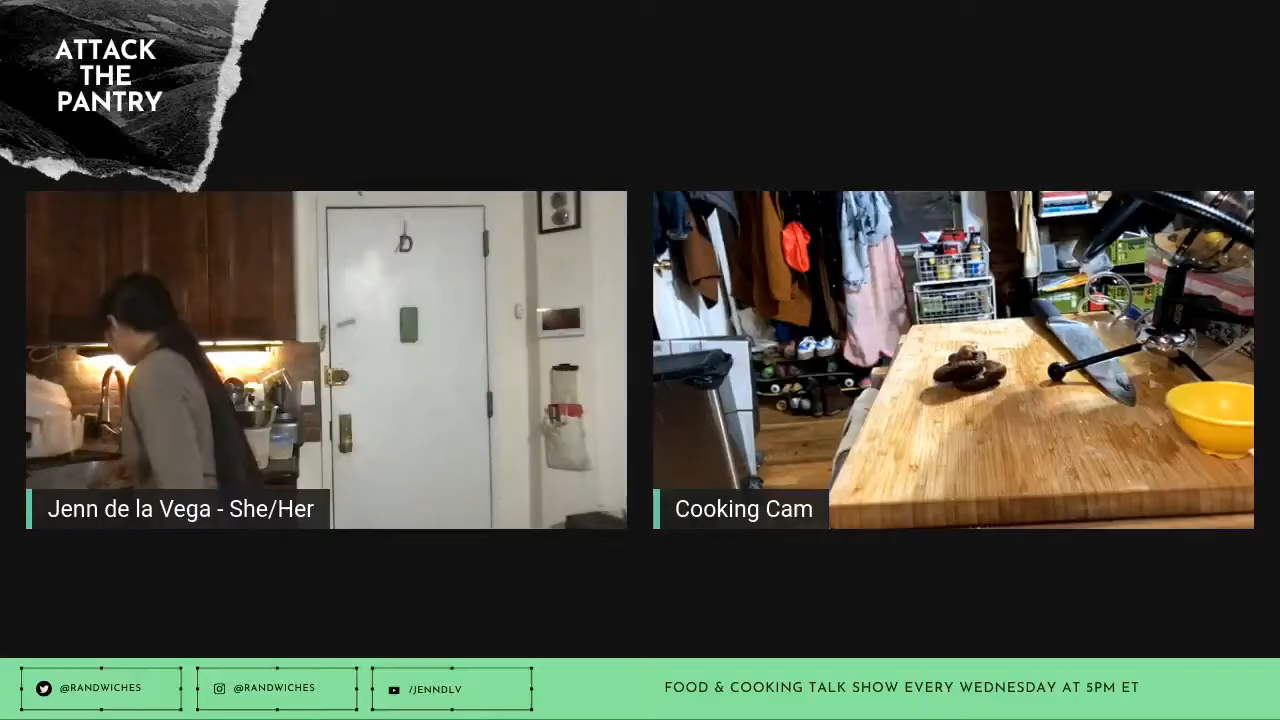 ATTACK
THE
PANTRY
D
Jenn de la Vega - She/Her
Cooking Cam
@RANDWICHES
@RANDWICHES
/JENNDLV
FOOD & COOKING TALK SHOW EVERY WEDNESDAY AT 5PM ET